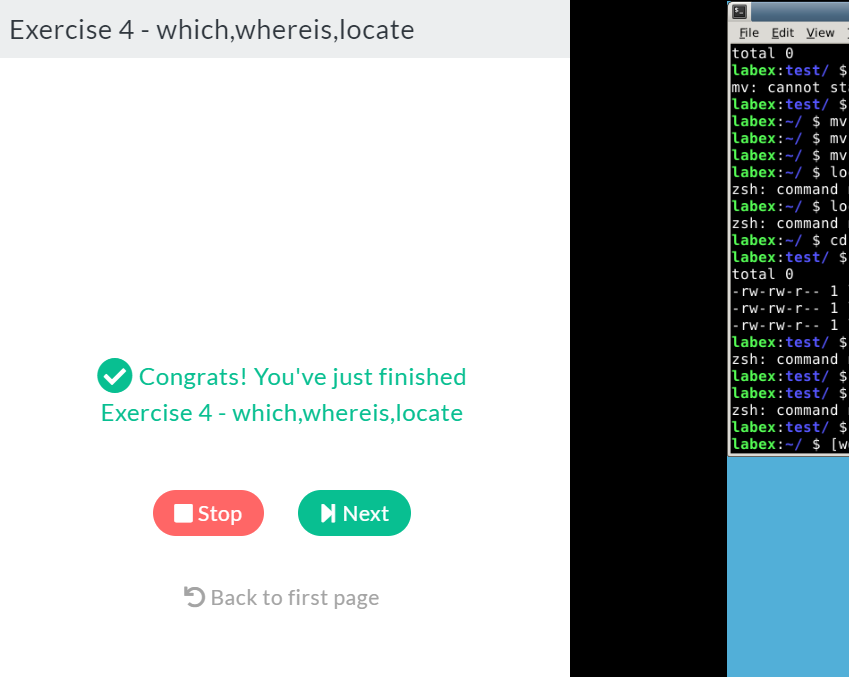 Exercise 4 - which,whereis,locate
Congrats! You've just finished
Exercise 4 - which,whereis,locate
Stop
Next
Back to first page
File Edit View
total 0
labex:test/ $
mv: cannot st
labex:test/ $
labex:~/ $ mv
labex:~/ $ mv
labex:~/ $ mv
labex:~/ $ lo
zsh: command
labex:~/ $ lo
zsh: command
labex:~/ $ cd
labex:test/ $
total 0
-rw-rw-r-- 1
-rw-rw-r-- 1
-rw-rw-r-- 1
labex:test/ $
zsh: command
labex:test/ $
labex:test/ $
zsh: command
labex:test/ $
labex:~/ $ [w